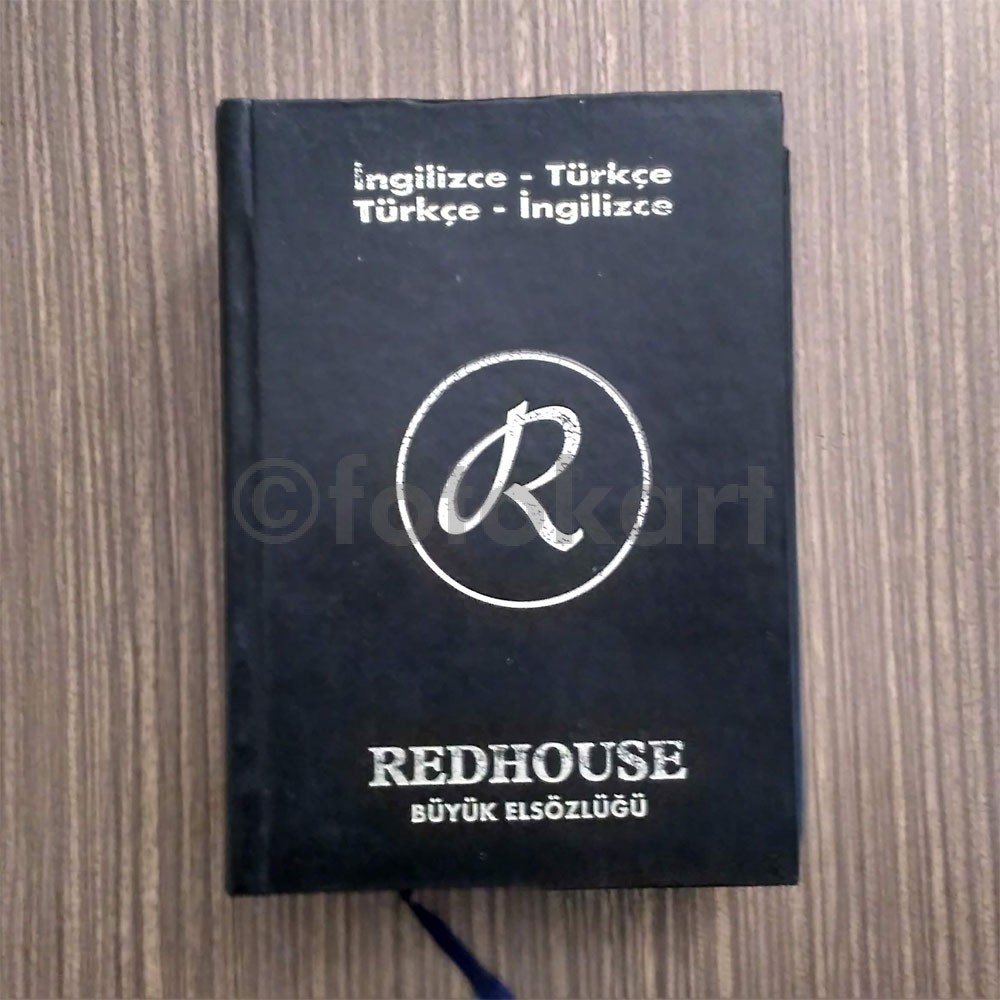 İngilizce - Türkçe
Türkçe - İngilizce
R
©fotokart
REDHOUSE
BÜYÜK ELSÖZLÜĞÜ